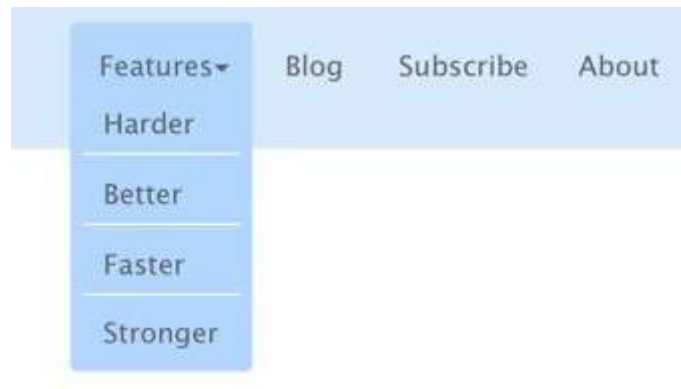 Features Blog Subscribe About
Harder
Better
Faster
Stronger